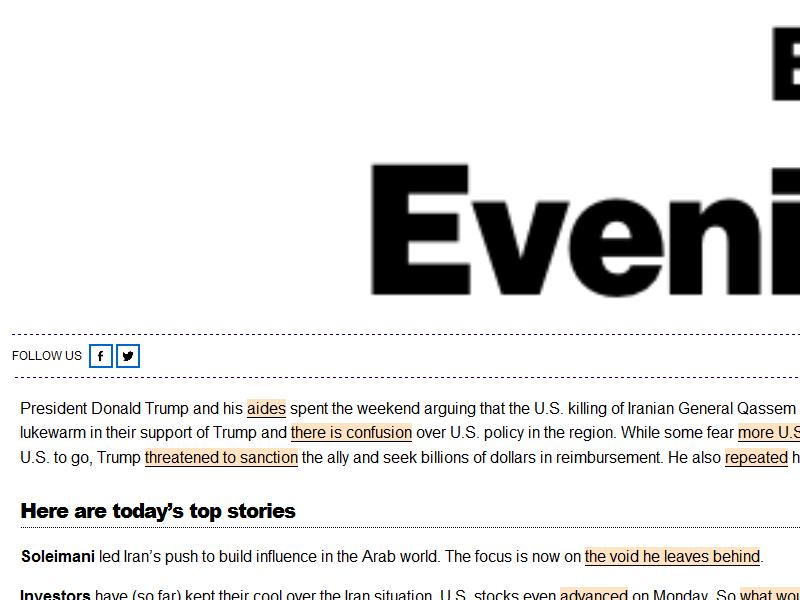 Eveni
FOLLOW US
President Donald Trump and his aides spent the weekend arguing that the U.S. killing of Iranian General Qassem
lukewarm in their support of Trump and there is confusion over U.S. policy in the region. While some fear more U.S
U.S. to go, Trump threatened to sanction the ally and seek billions of dollars in reimbursement. He also repeated h
Here are today’s top stories
Soleimani led Iran’s push to build influence in the Arab world. The focus is now on the void he leaves behind.
Investors have (so far) kept their cool over the Iran situation. U.S. stocks even advanced on Monday. So what wou